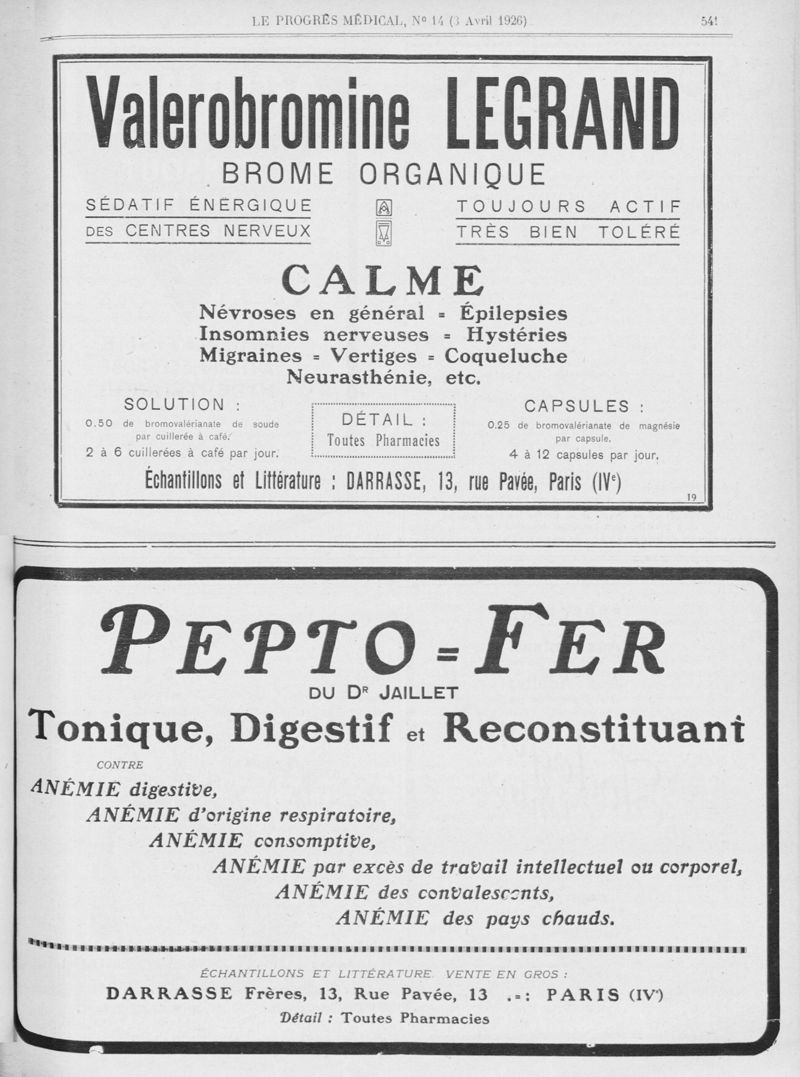 LE PROGRÈS MÉDICAL, N° 14 (3 Avril 1926)
541
Valerobromine LEGRAND
BROME ORGANIQUE
SÉDATIF ÉNERGIQUE
DES CENTRES NERVEUX
TOUJOURS ACTIF
TRÈS BIEN TOLÉRÉ
CALME
Névroses en général = Épilepsies
Insomnies nerveuses = Hystéries
Migraines = Vertiges = Coqueluche
Neurasthénie, etc.
SOLUTION :
0.50 de bromovalérianate de soude
par cuillerée à café.
2 à 6 cuillerées à café par jour.
DÉTAIL :
Toutes Pharmacies
CAPSULES :
0.25 de bromovalérianate de magnésie
par capsule.
4 à 12 capsules par jour.
Échantillons et Littérature : DARRASSE, 13, rue Pavée, Paris (IVe)
19
PEPTO=FER
DU DR JAILLET
Tonique, Digestif et Reconstituant
CONTRE
ANÉMIE digestive,
ANÉMIE d'origine respiratoire,
ANÉMIE consomptive,
ANÉMIE par excès de travail intellectuel ou corporel,
ANÉMIE des convalescents,
ANÉMIE des pays chauds.
ÉCHANTILLONS ET LITTÉRATURE VENTE EN GROS :
DARRASSE Frères, 13, Rue Pavée, 13 .=: PARIS (IVe)
Détail : Toutes Pharmacies